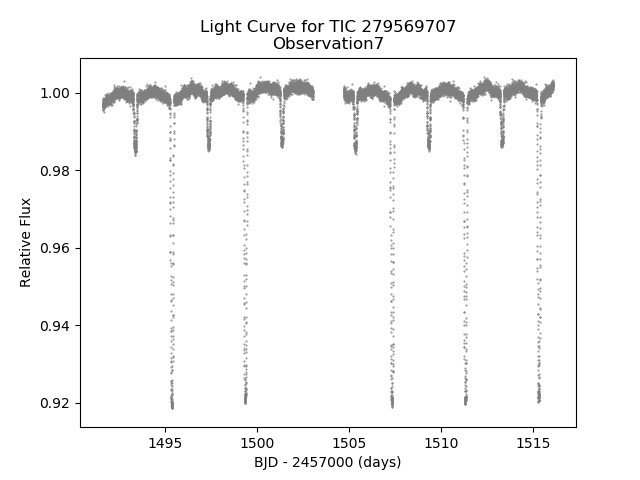 Light Curve for TIC 279569707
Observation7
1.00
0.98
0.96
0.94
0.92
Relative Flux
1495
1500
1505
1510
1515
BJD - 2457000 (days)